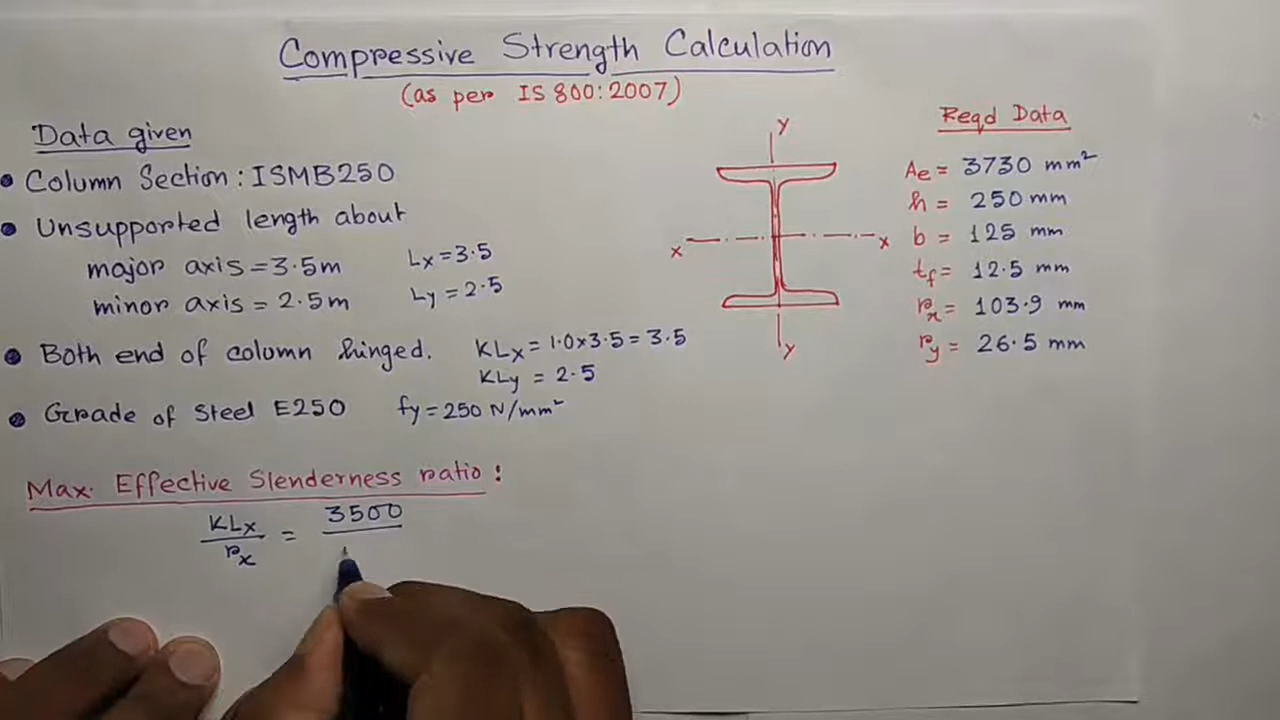 Compressive Strength Calculation
(as per IS 800:2007)
Data given
• Column Section: ISMB250
• Unsupported length about
major axis = 3.5m Lx = 3.5
minor axis = 2.5m Ly = 2.5
• Both end of column hinged. KLx = 1.0x3.5 = 3.5
KLy = 2.5
• Grade of Steel E250 fy = 250 N/mm²
Max. Effective Slenderness ratio:
KLx/rx = 3500
y
x x
y
Reqd Data
Ae = 3730 mm²
h = 250 mm
b = 125 mm
tf = 12.5 mm
rx = 103.9 mm
ry = 26.5 mm